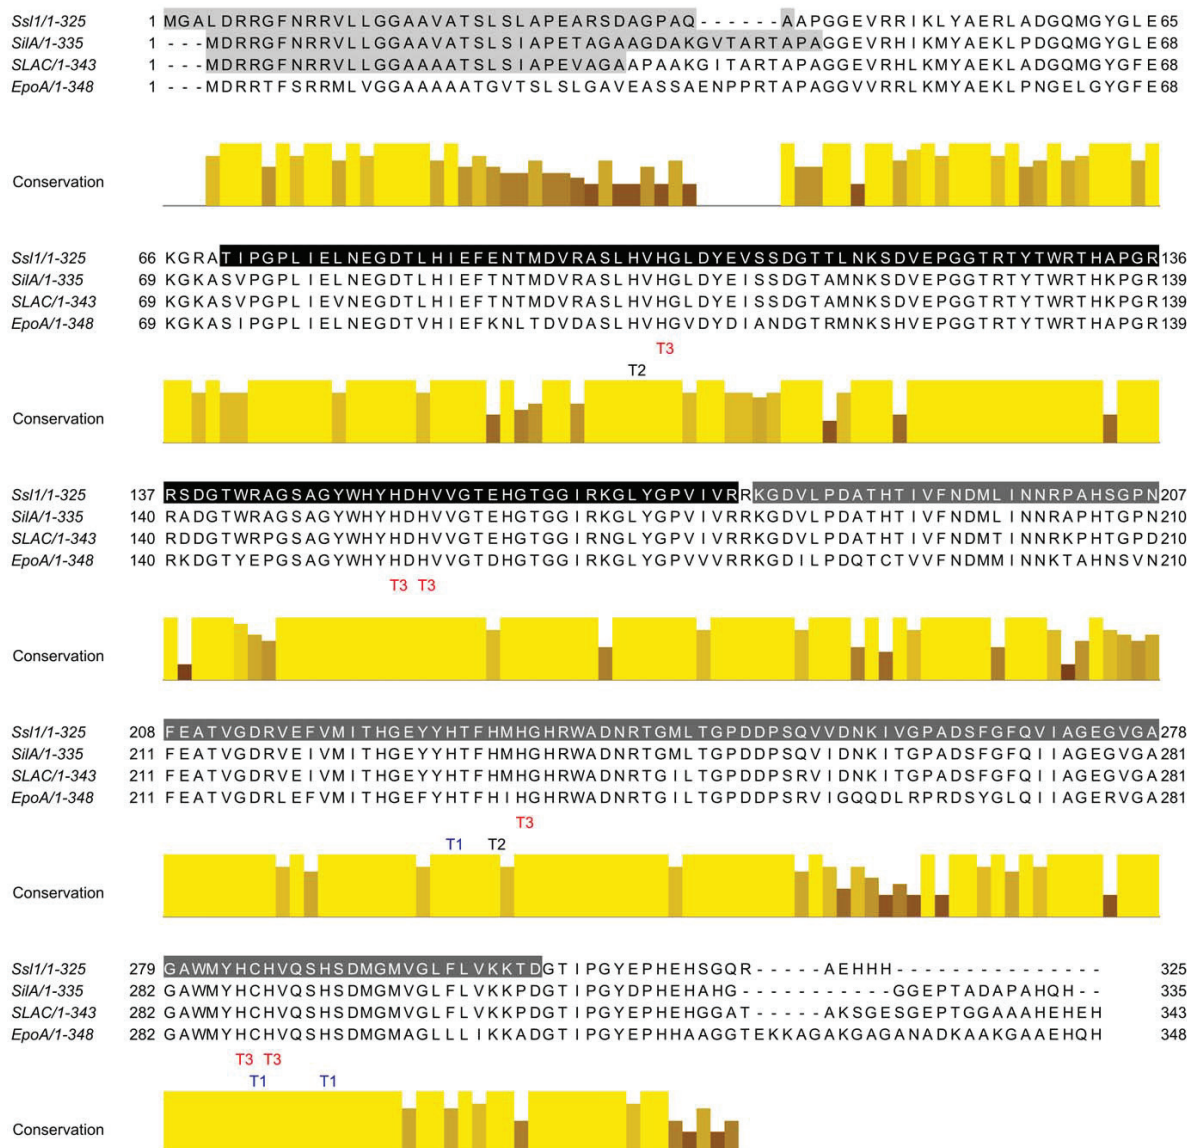 Ssl1/1-325 1 MGALDRRGFNRRVLLGGAAVATSLSLAPEARSDAGPAQ------AAPGGEVRRIKLYAERLADGQMGYGLE 65
SilA/1-335 1 ---MDRRGFNRRVLLGGAAVATSLSIAPETAGAAGDAKGVTARTAPAGGEVRHIKMYAEKLPDGQMGYGLE 68
SLAC/1-343 1 ---MDRRGFNRRVLLGGAAAATSLSIAPEVAGAAPAAKGITARTAPAGGEVRHLKMYAEKLADGQMGYGFE 68
EpoA/1-348 1 ---MDRRTFSRRMLVGGAAAAATGVTSLSLGAVEASSAENPPRTAPAGGVVRRLKMYAEKLPNGELGYGFE 68
Conservation
Ssl1/1-325 66 KGRATIPGPLIELNEGDTLHIEFENTMDVRASLHVHGLDYEVSSDGTTLNKSDVEPGGTRTYTWRTHAPGR 136
SilA/1-335 69 KGKASVPGPLIELNEGDTLHIEFTNTMDVRASLHVHGLDYEISSDGTAMNKSDVEPGGTRTYTWRTHKPGR 139
SLAC/1-343 69 KGKASVPGPLIEVNEGDTLHIEFTNTMDVRASLHVHGLDYEISSDGTAMNKSDVEPGGTRTYTWRTHKPGR 139
EpoA/1-348 69 KGKASIPGPLIELNEGDTVHIEFKNLTDVDASLHVHGVDYDIANDGTRMNKSHVEPGGTRTYTWRTHAPGR 139
T3
T2
Conservation
Ssl1/1-325 137 RSDGTWRAGSAGYWHYHDHVVGTEHGTGGIRKGLYGPVIVRRKGDVLPDATHTIVFNDMLINNRPAHSGPN 207
SilA/1-335 140 RADGTWRAGSAGYWHYHDHVVGTEHGTGGIRKGLYGPVIVRRKGDVLPDATHTIVFNDMLINNRAPHTGPN 210
SLAC/1-343 140 RDDGTWRPGSAGYWHYHDHVVGTEHGTGGIRNGLYGPVIVRRKGDVLPDATHTIVFNDMTINNRKPHTGPD 210
EpoA/1-348 140 RKDGTYEPGSAGYWHYHDHVVGTDHGTGGIRKGLYGPVVVRRKGDILPDQTCTVVFNDMMINNKTAHNSVN 210
T3 T3
Conservation
Ssl1/1-325 208 FEATVGDRVEFVMITHGEYYHTFHMHGHRWADNRTGMLTGPDDPSQVVDNKIVGPADSFGFQVIAGEGVGA 278
SilA/1-335 211 FEATVGDRVEIVMITHGEYYHTFHMHGHRWADNRTGMLTGPDDPSQVIDNKITGPADSFGFQIIAGEGVGA 281
SLAC/1-343 211 FEATVGDRVEIVMITHGEYYHTFHMHGHRWADNRTGILTGPDDPSRVIDNKITGPADSFGFQIIAGEGVGA 281
EpoA/1-348 211 FEATVGDRLEFVMITHGEFYHTFHIHGHRWADNRTGILTGPDDPSRVIGQQDLRPRDSYGLQIIAGERVGA 281
T3
T1 T2
Conservation
Ssl1/1-325 279 GAWMYHCHVQSHSDMGMVGLFLVKKTDGTIPGYEPHEHSGQR-----AEHHH--------------- 325
SilA/1-335 282 GAWMYHCHVQSHSDMGMVGLFLVKKPDGTIPGYDPHEHAHG-----------GGEPTADAPAHQH-- 335
SLAC/1-343 282 GAWMYHCHVQSHSDMGMVGLFLVKKPDGTIPGYEPHEHGGAT-----AKSGESGEPTGGAAAHEHEH 343
EpoA/1-348 282 GAWMYHCHVQSHSDMGMAGLLLIKKADGTIPGYEPHHAAGGTEKKAGAKGAGANADKAAKGAAEHQH 348
T3 T3
T1 T1
Conservation